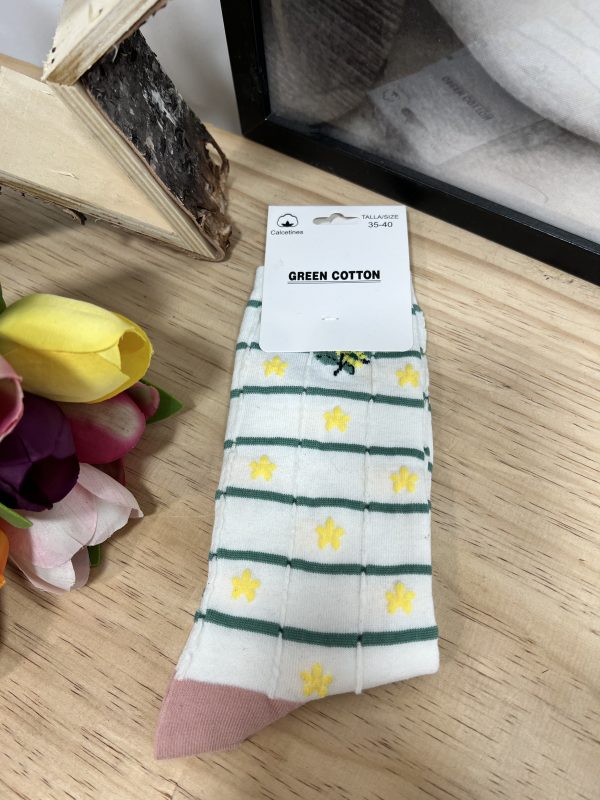 Calcetines
TALLA/SIZE
35-40
GREEN COTTON